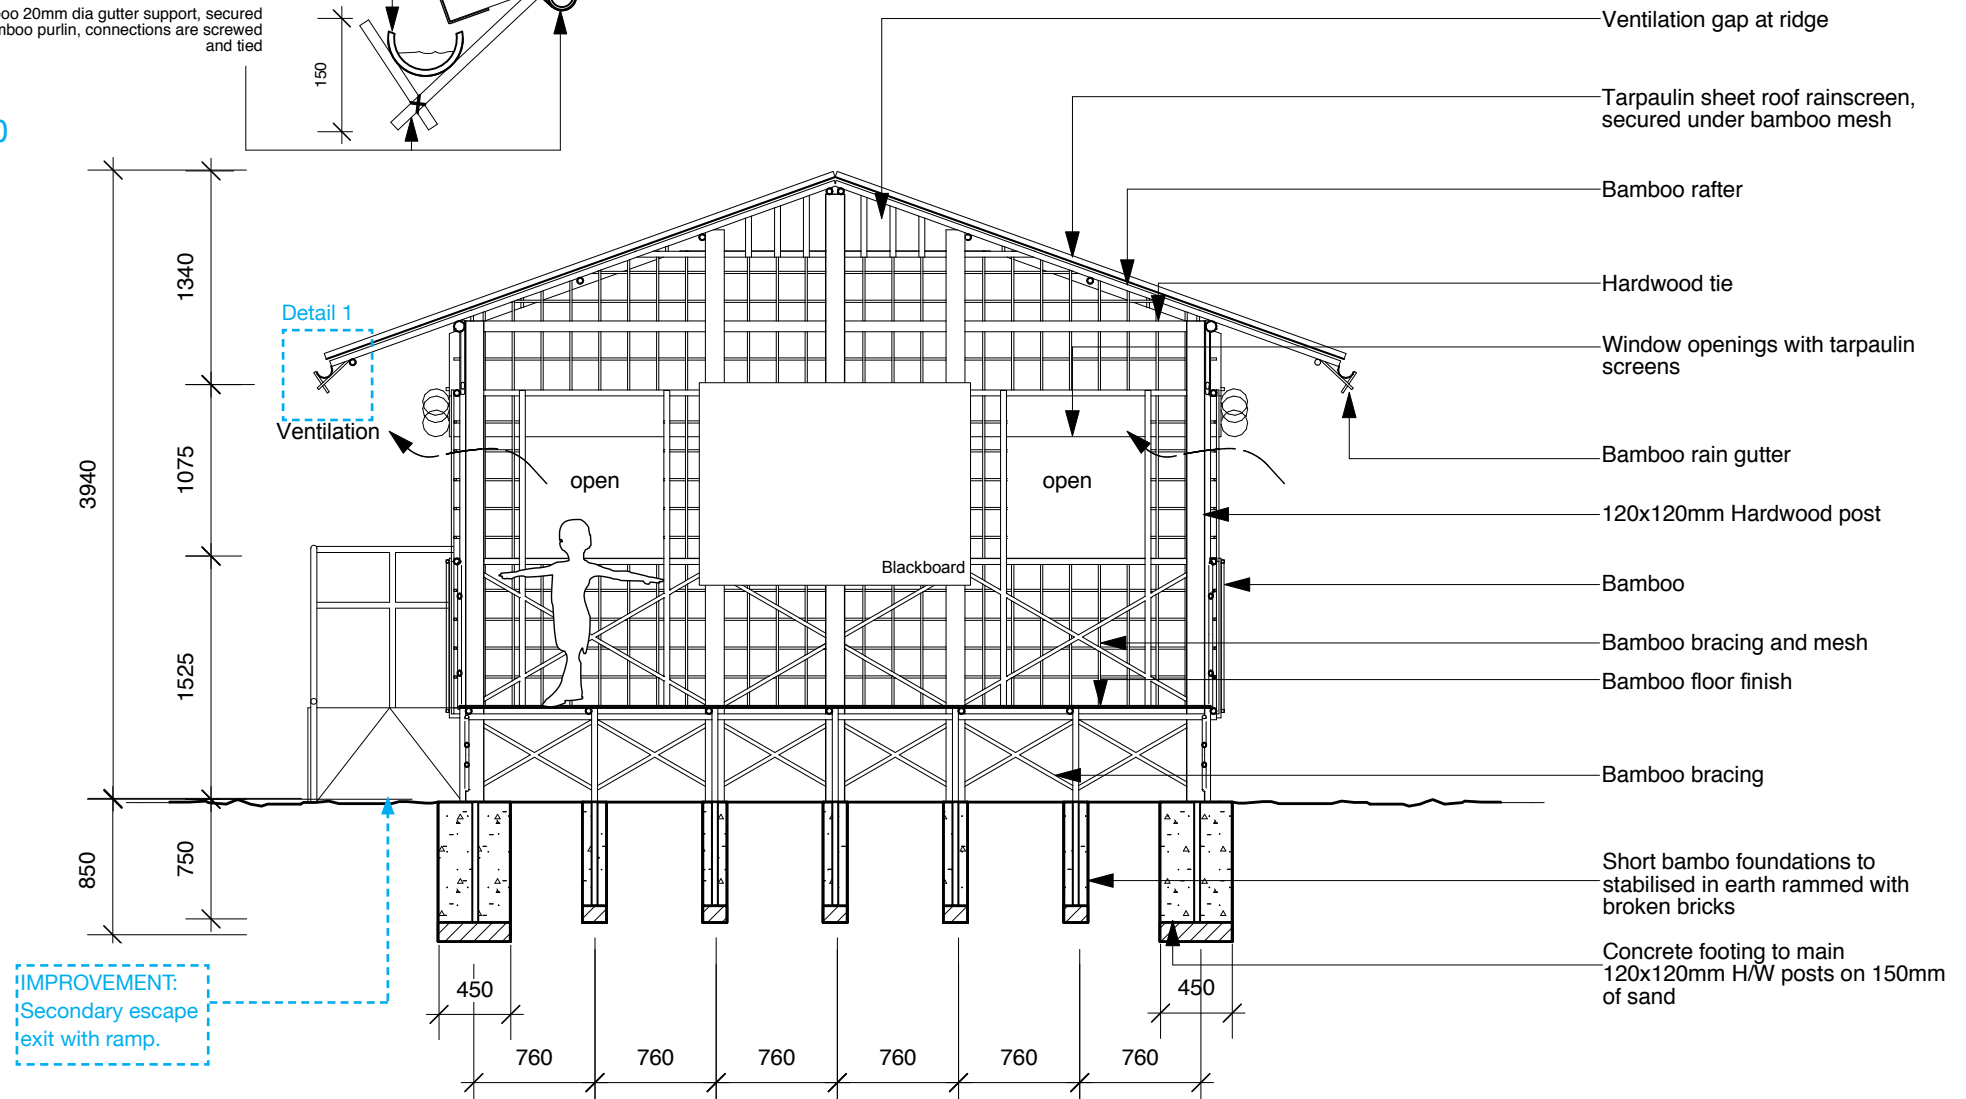 20mm dia gutter support, secured
purlin, connections are screwed
and tied
150
Ventilation gap at ridge
Tarpaulin sheet roof rainscreen,
secured under bamboo mesh
Bamboo rafter
Hardwood tie
Window openings with tarpaulin
screens
Bamboo rain gutter
120x120mm Hardwood post
Bamboo
Bamboo bracing and mesh
Bamboo floor finish
Bamboo bracing
Short bambo foundations to
stabilised in earth rammed with
broken bricks
Concrete footing to main
120x120mm H/W posts on 150mm
of sand
Detail 1
Ventilation
open
open
Blackboard
3940
1340
1075
1525
850
750
IMPROVEMENT:
Secondary escape
exit with ramp.
450
450
760
760
760
760
760
760